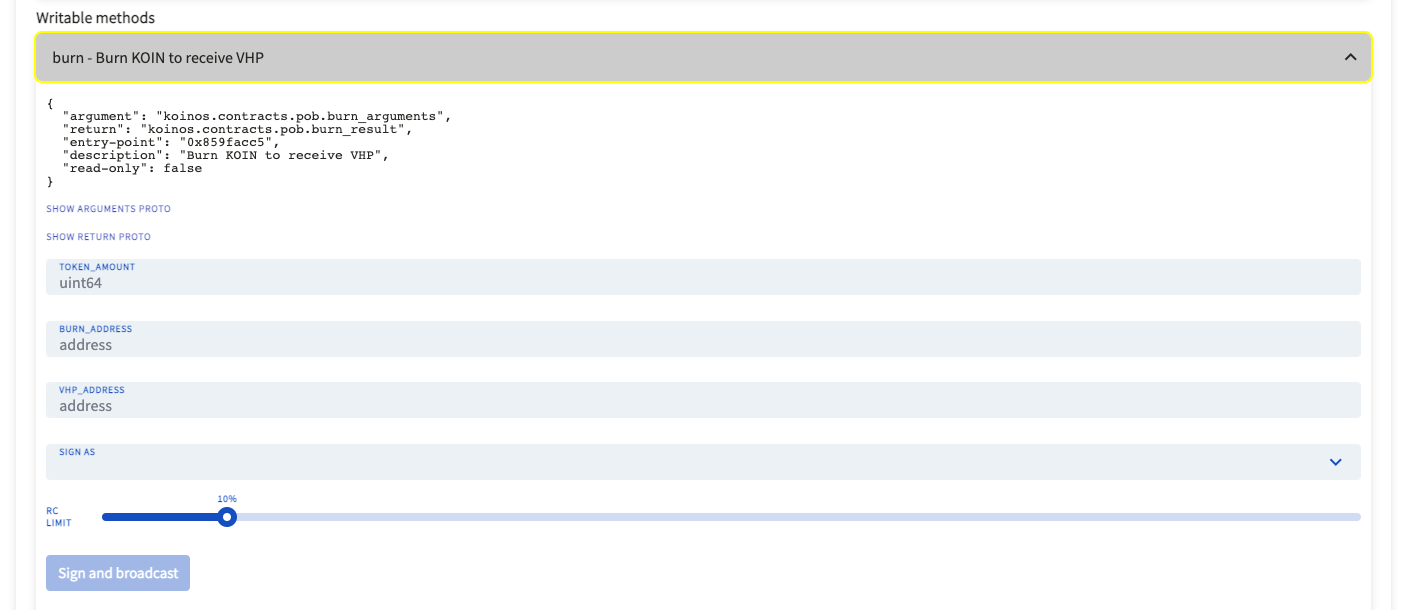 Writable methods
burn - Burn KOIN to receive VHP
{
  "argument": "koinos.contracts.pob.burn_arguments",
  "return": "koinos.contracts.pob.burn_result",
  "entry-point": "0x859facc5",
  "description": "Burn KOIN to receive VHP",
  "read-only": false
}
SHOW ARGUMENTS PROTO
SHOW RETURN PROTO
TOKEN_AMOUNT
uint64
BURN_ADDRESS
address
VHP_ADDRESS
address
SIGN AS
10%
RC
LIMIT
Sign and broadcast